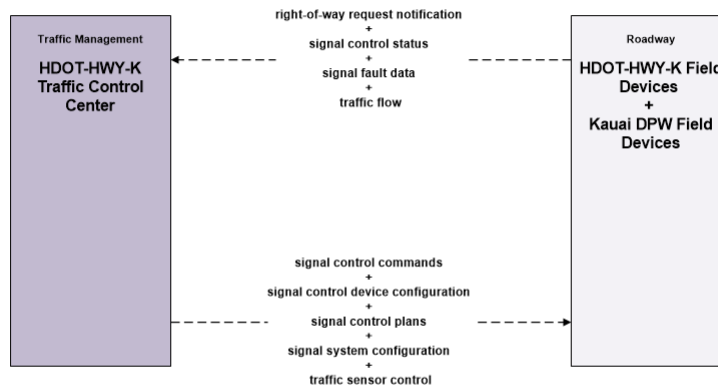 right-of-way request notification
+
signal control status
+
signal fault data
+
traffic flow
Traffic Management
HDOT-HWY-K
Traffic Control
Center
Roadway
HDOT-HWY-K Field
Devices
+
Kauai DPW Field
Devices
signal control commands
+
signal control device configuration
+
signal control plans
+
signal system configuration
+
traffic sensor control